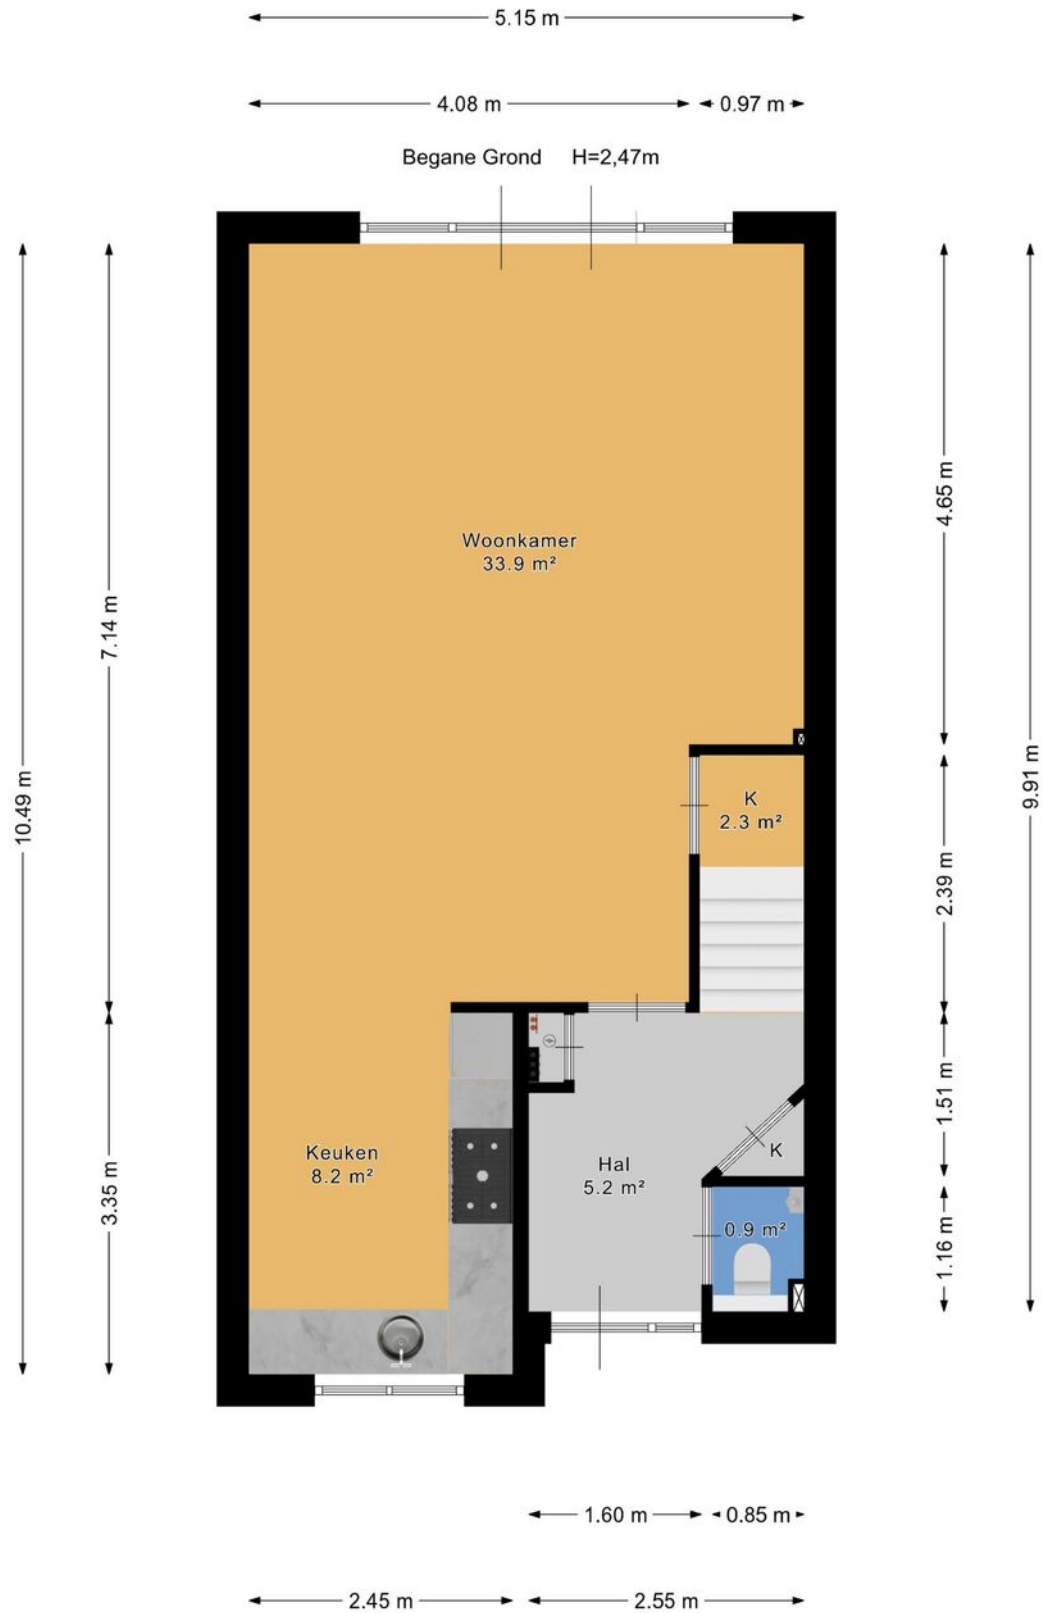 5.15 m
4.08 m
0.97 m
Begane Grond H=2,47m
Woonkamer
33.9 m²
4.65 m
7.14 m
10.49 m
9.91 m
K
2.3 m²
2.39 m
1.51 m
K
Keuken
8.2 m²
Hal
5.2 m²
3.35 m
0.9 m²
1.16 m
1.60 m
0.85 m
2.45 m
2.55 m